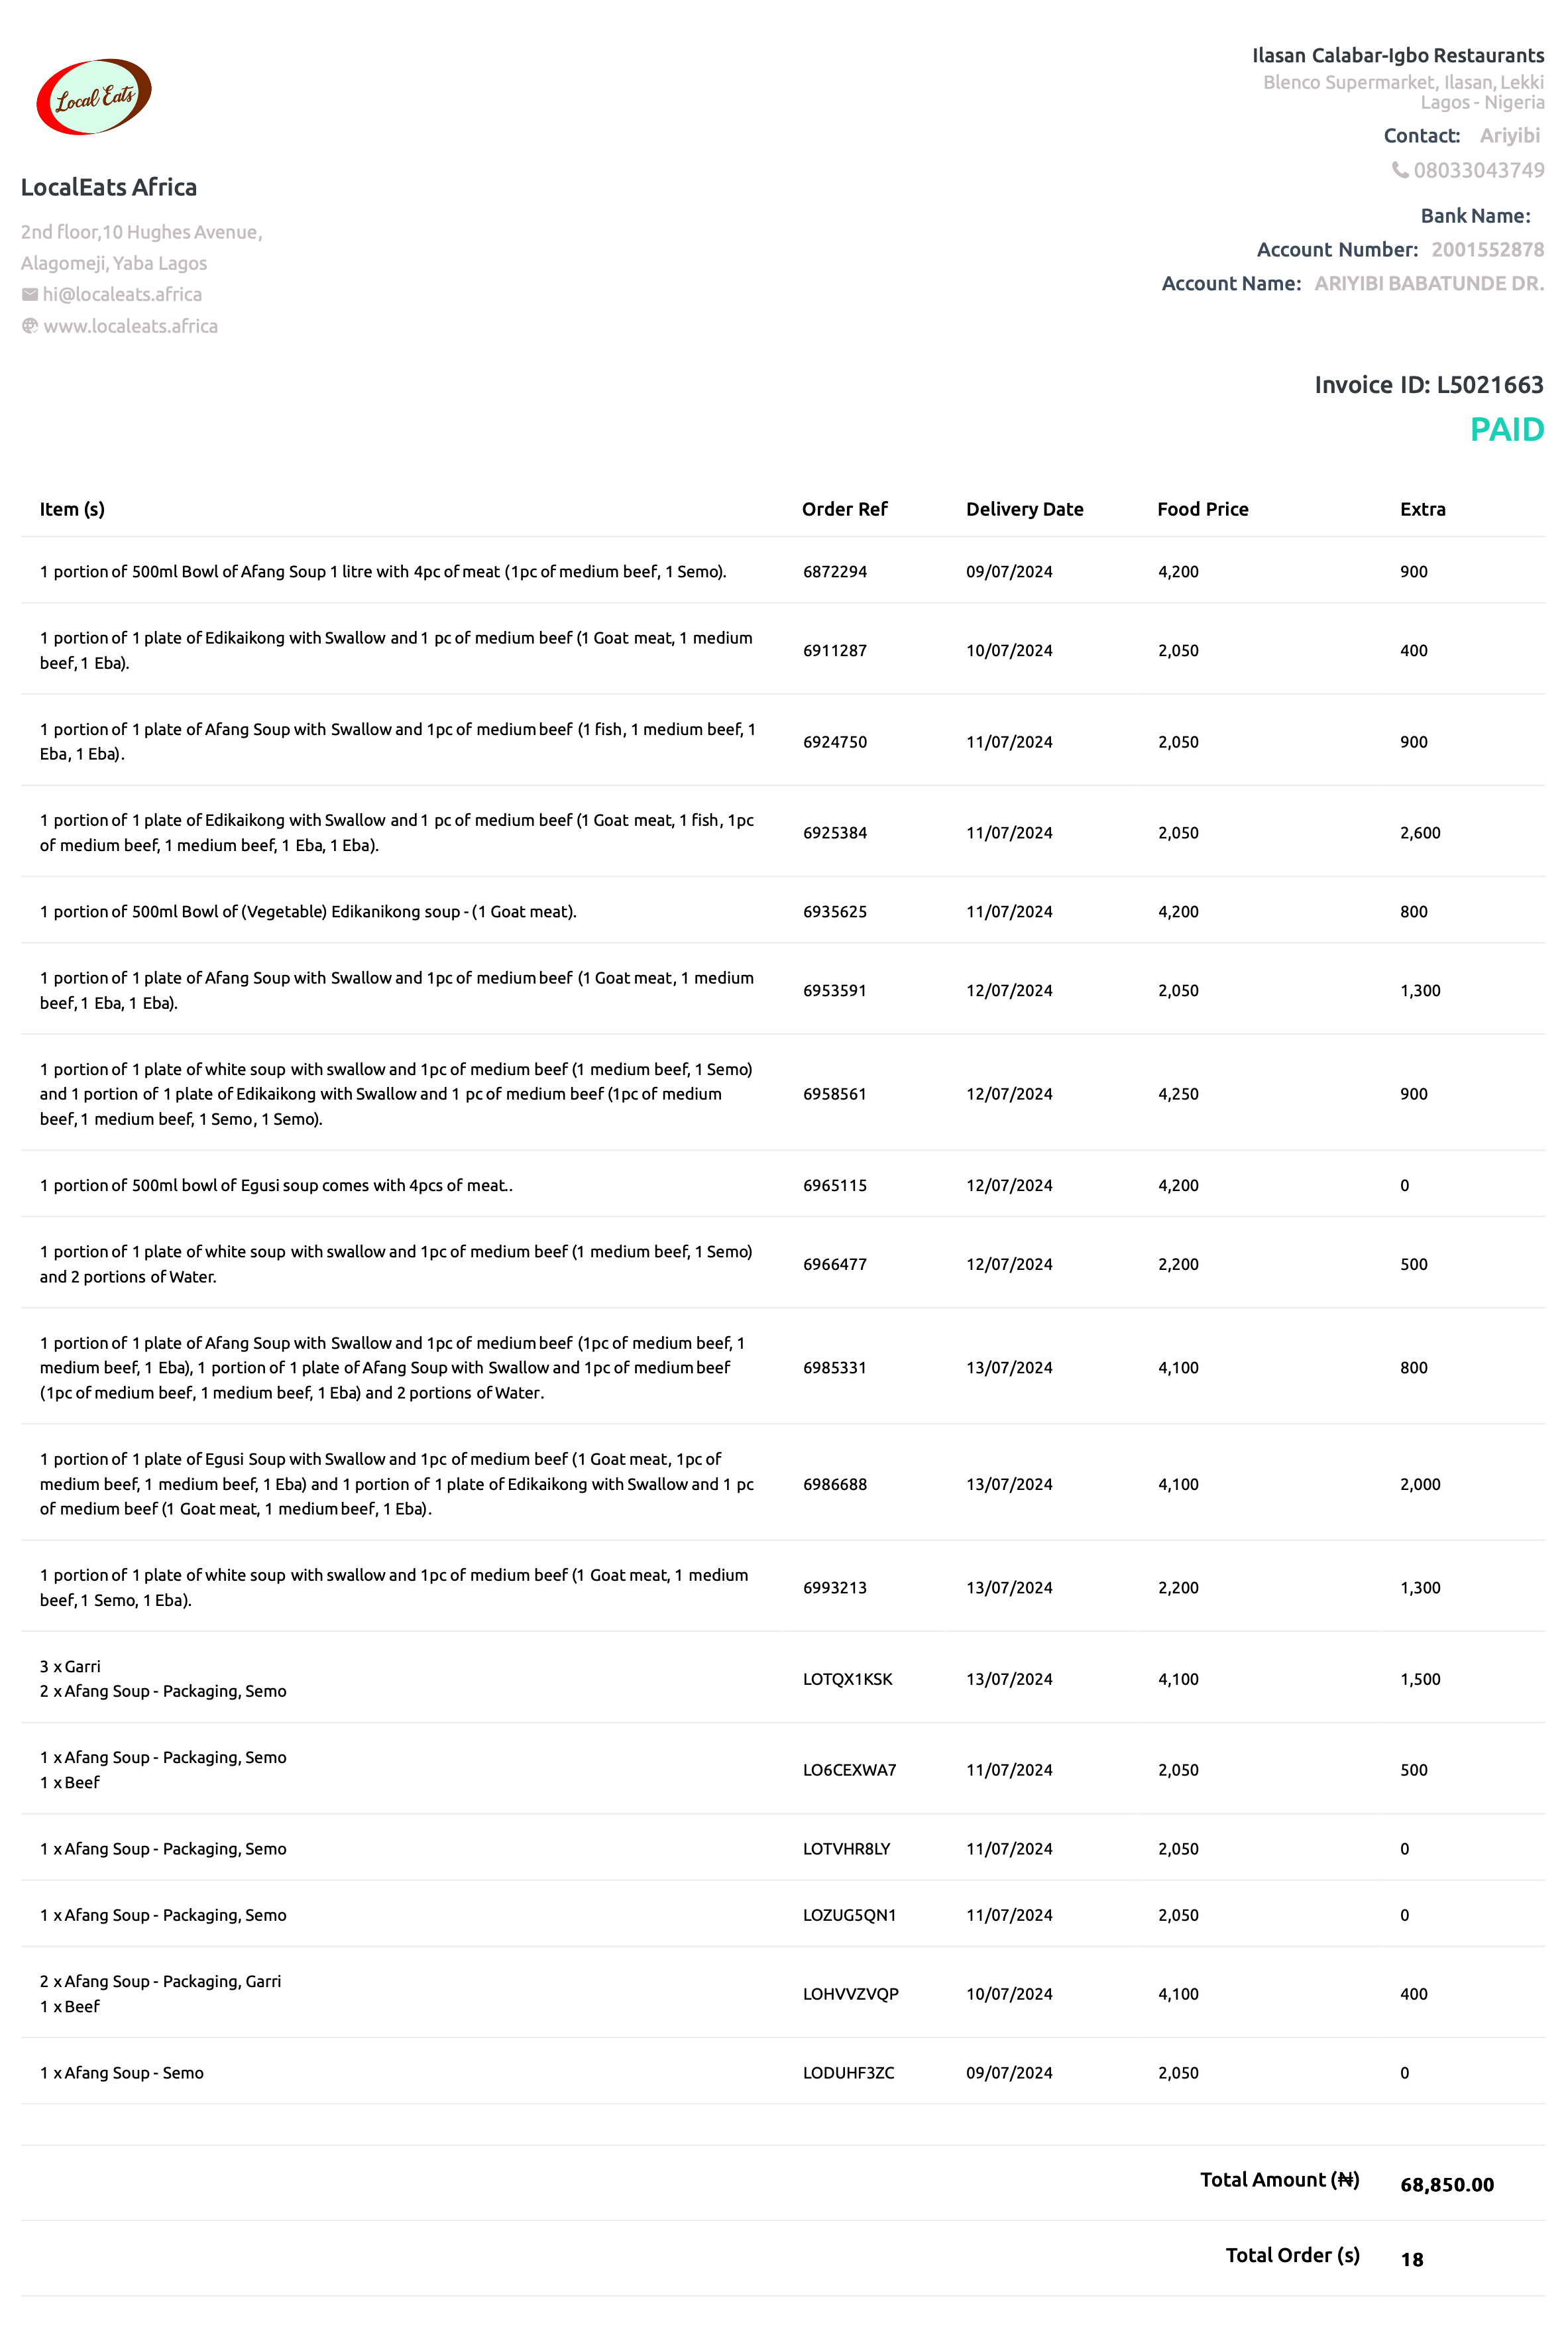 Local Eats
LocalEats Africa
2nd floor,10 Hughes Avenue,
Alagomeji, Yaba Lagos
hi@localeats.africa
www.localeats.africa
Ilasan Calabar-Igbo Restaurants
Blenco Supermarket, Ilasan, Lekki
Lagos - Nigeria
Contact: Ariyibi
08033043749
Bank Name:
Account Number: 2001552878
Account Name: ARIYIBI BABATUNDE DR.
Invoice ID: L5021663
PAID
Item (s) Order Ref Delivery Date Food Price Extra
1 portion of 500ml Bowl of Afang Soup 1 litre with 4pc of meat (1pc of medium beef, 1 Semo). 6872294 09/07/2024 4,200 900
1 portion of 1 plate of Edikaikong with Swallow and 1 pc of medium beef (1 Goat meat, 1 medium
beef, 1 Eba). 6911287 10/07/2024 2,050 400
1 portion of 1 plate of Afang Soup with Swallow and 1pc of medium beef (1 fish, 1 medium beef, 1
Eba, 1 Eba). 6924750 11/07/2024 2,050 900
1 portion of 1 plate of Edikaikong with Swallow and 1 pc of medium beef (1 Goat meat, 1 fish, 1pc
of medium beef, 1 medium beef, 1 Eba, 1 Eba). 6925384 11/07/2024 2,050 2,600
1 portion of 500ml Bowl of (Vegetable) Edikanikong soup - (1 Goat meat). 6935625 11/07/2024 4,200 800
1 portion of 1 plate of Afang Soup with Swallow and 1pc of medium beef (1 Goat meat, 1 medium
beef, 1 Eba, 1 Eba). 6953591 12/07/2024 2,050 1,300
1 portion of 1 plate of white soup with swallow and 1pc of medium beef (1 medium beef, 1 Semo)
and 1 portion of 1 plate of Edikaikong with Swallow and 1 pc of medium beef (1pc of medium 6958561 12/07/2024 4,250 900
beef, 1 medium beef, 1 Semo, 1 Semo).
1 portion of 500ml bowl of Egusi soup comes with 4pcs of meat.. 6965115 12/07/2024 4,200 0
1 portion of 1 plate of white soup with swallow and 1pc of medium beef (1 medium beef, 1 Semo)
and 2 portions of Water. 6966477 12/07/2024 2,200 500
1 portion of 1 plate of Afang Soup with Swallow and 1pc of medium beef (1pc of medium beef, 1
medium beef, 1 Eba), 1 portion of 1 plate of Afang Soup with Swallow and 1pc of medium beef 6985331 13/07/2024 4,100 800
(1pc of medium beef, 1 medium beef, 1 Eba) and 2 portions of Water.
1 portion of 1 plate of Egusi Soup with Swallow and 1pc of medium beef (1 Goat meat, 1pc of
medium beef, 1 medium beef, 1 Eba) and 1 portion of 1 plate of Edikaikong with Swallow and 1 pc 6986688 13/07/2024 4,100 2,000
of medium beef (1 Goat meat, 1 medium beef, 1 Eba).
1 portion of 1 plate of white soup with swallow and 1pc of medium beef (1 Goat meat, 1 medium
beef, 1 Semo, 1 Eba). 6993213 13/07/2024 2,200 1,300
3 x Garri
2 x Afang Soup - Packaging, Semo LOTQX1KSK 13/07/2024 4,100 1,500
1 x Afang Soup - Packaging, Semo
1 x Beef LO6CEXWA7 11/07/2024 2,050 500
1 x Afang Soup - Packaging, Semo LOTVHR8LY 11/07/2024 2,050 0
1 x Afang Soup - Packaging, Semo LOZUG5QN1 11/07/2024 2,050 0
2 x Afang Soup - Packaging, Garri
1 x Beef LOHVVZVQP 10/07/2024 4,100 400
1 x Afang Soup - Semo LODUHF3ZC 09/07/2024 2,050 0
Total Amount (₦) 68,850.00
Total Order (s) 18